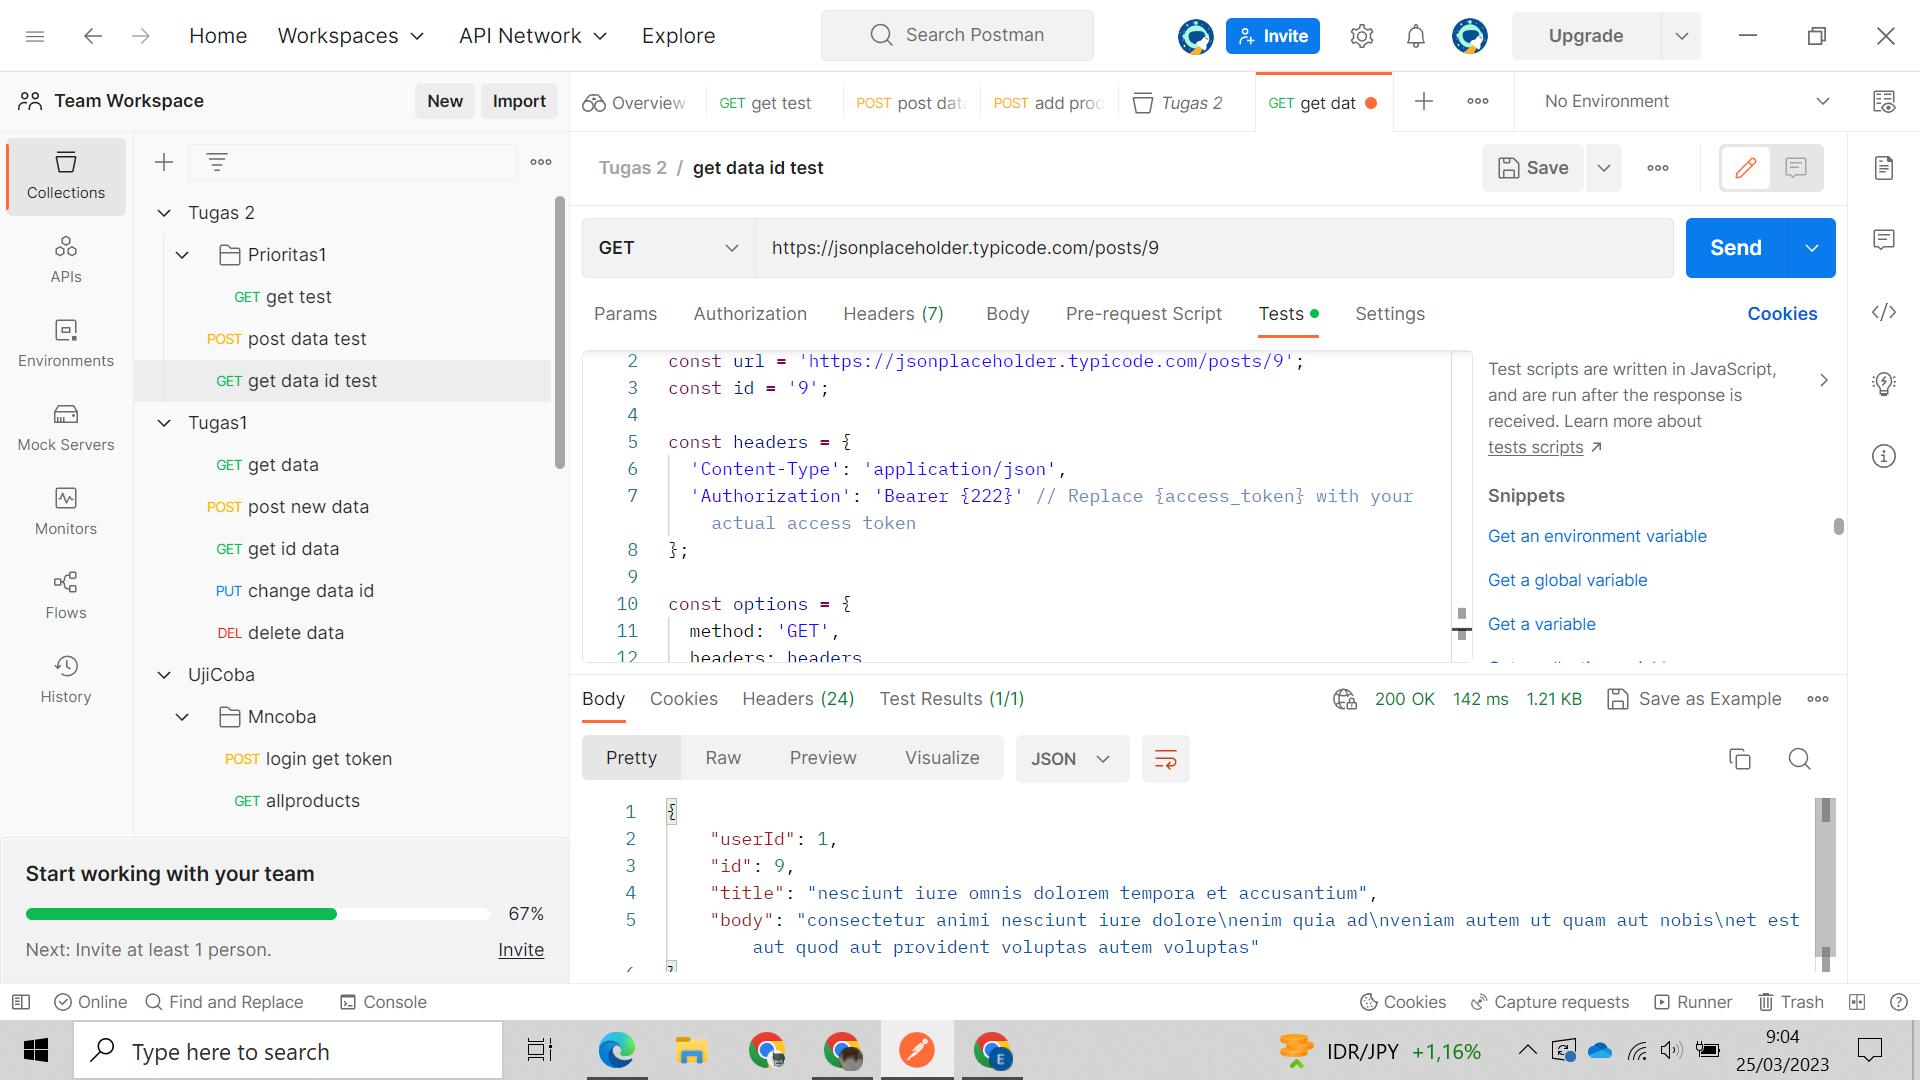 Home
Workspaces
API Network
Explore
Search Postman
Invite
Upgrade
Team Workspace
New
Import
Overview
GET get test
POST post data
POST add proc
Tugas 2
GET get dat
No Environment
Collections
APIs
Environments
Mock Servers
Monitors
Flows
History
Tugas 2
Prioritas1
GET get test
POST post data test
GET get data id test
Tugas1
GET get data
POST post new data
GET get id data
PUT change data id
DEL delete data
UjiCoba
Mncoba
POST login get token
GET allproducts
Start working with your team
67%
Next: Invite at least 1 person.
Invite
Tugas 2 / get data id test
Save
GET
https://jsonplaceholder.typicode.com/posts/9
Send
Params
Authorization
Headers (7)
Body
Pre-request Script
Tests
Settings
Cookies
2 const url = 'https://jsonplaceholder.typicode.com/posts/9';
3 const id = '9';
4
5 const headers = {
6 'Content-Type': 'application/json',
7 'Authorization': 'Bearer {222}' // Replace {access_token} with your
actual access token
8 };
9
10 const options = {
11 method: 'GET',
12 headers: headers
Test scripts are written in JavaScript,
and are run after the response is
received. Learn more about
tests scripts ↗
Snippets
Get an environment variable
Get a global variable
Get a variable
Body
Cookies
Headers (24)
Test Results (1/1)
200 OK
142 ms
1.21 KB
Save as Example
Pretty
Raw
Preview
Visualize
JSON
1 {
2 "userId": 1,
3 "id": 9,
4 "title": "nesciunt iure omnis dolorem tempora et accusantium",
5 "body": "consectetur animi nesciunt iure dolore\nenim quia ad\nveniam autem ut quam aut nobis\net est
aut quod aut provident voluptas autem voluptas"
Online
Find and Replace
Console
Cookies
Capture requests
Runner
Trash
Type here to search
E
IDR/JPY +1,16%
9:04
25/03/2023